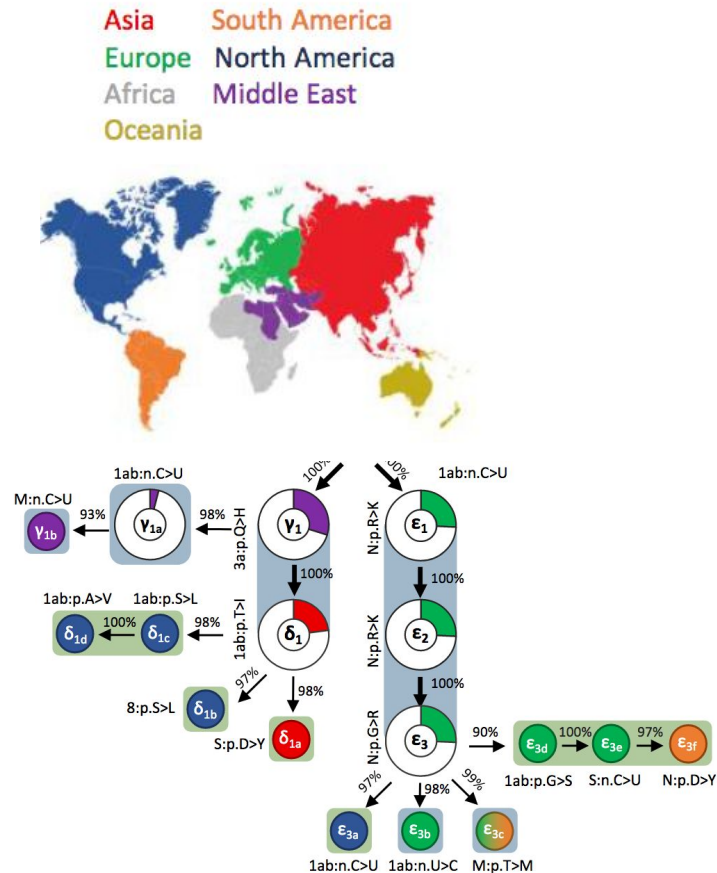 Asia South America
Europe North America
Africa Middle East
Oceania
100%
100%
1ab:n.C>U
1ab:n.C>U
M:n.C>U
93%
98%
γ1b
γ1a
3a:p.Q>H
γ1
N:p.R>K
ε1
100%
100%
1ab:p.A>V
1ab:p.S>L
100%
98%
δ1d
δ1c
1ab:p.T>I
δ1
N:p.R>K
ε2
97%
98%
100%
8:p.S>L
δ1b
S:p.D>Y
δ1a
N:p.G>R
ε3
90%
100%
97%
ε3d
ε3e
ε3f
1ab:p.G>S
S:n.C>U
N:p.D>Y
97%
98%
99%
ε3a
ε3b
ε3c
1ab:n.C>U
1ab:n.U>C
M:p.T>M